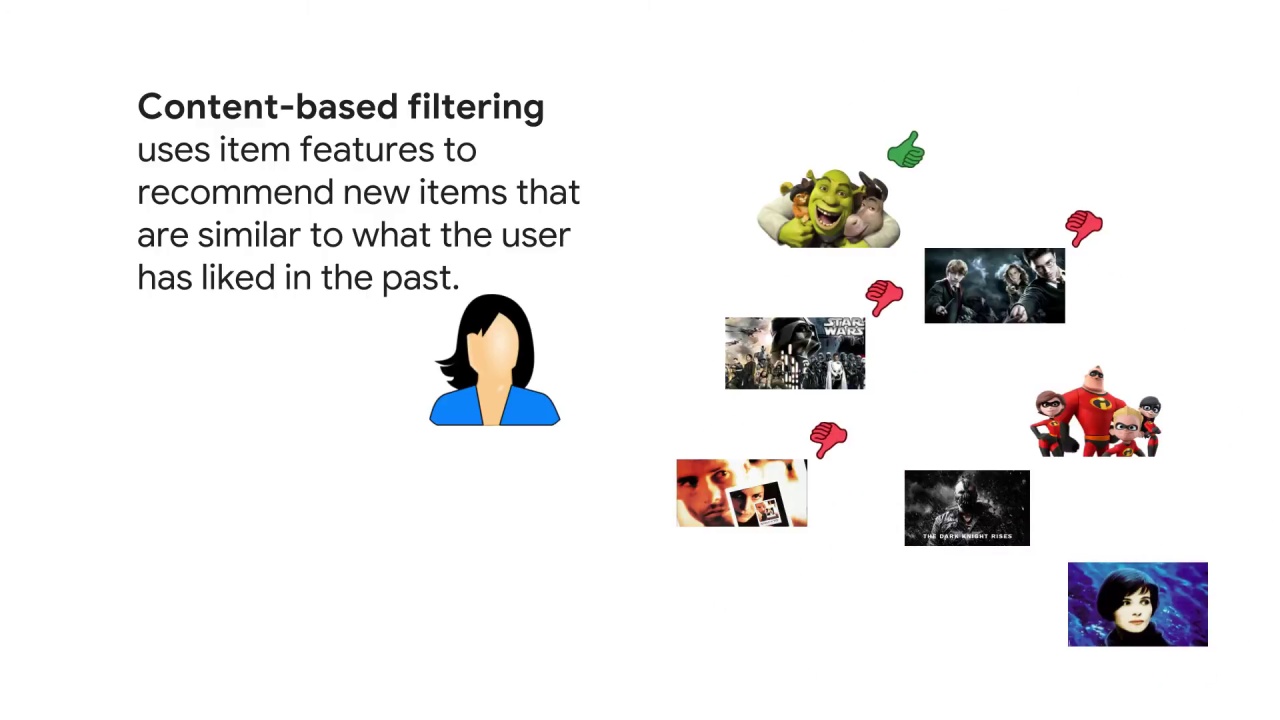 Content-based filtering
uses item features to
recommend new items that
are similar to what the user
has liked in the past.
STAR
WARS
THE DARK KNIGHT RISES